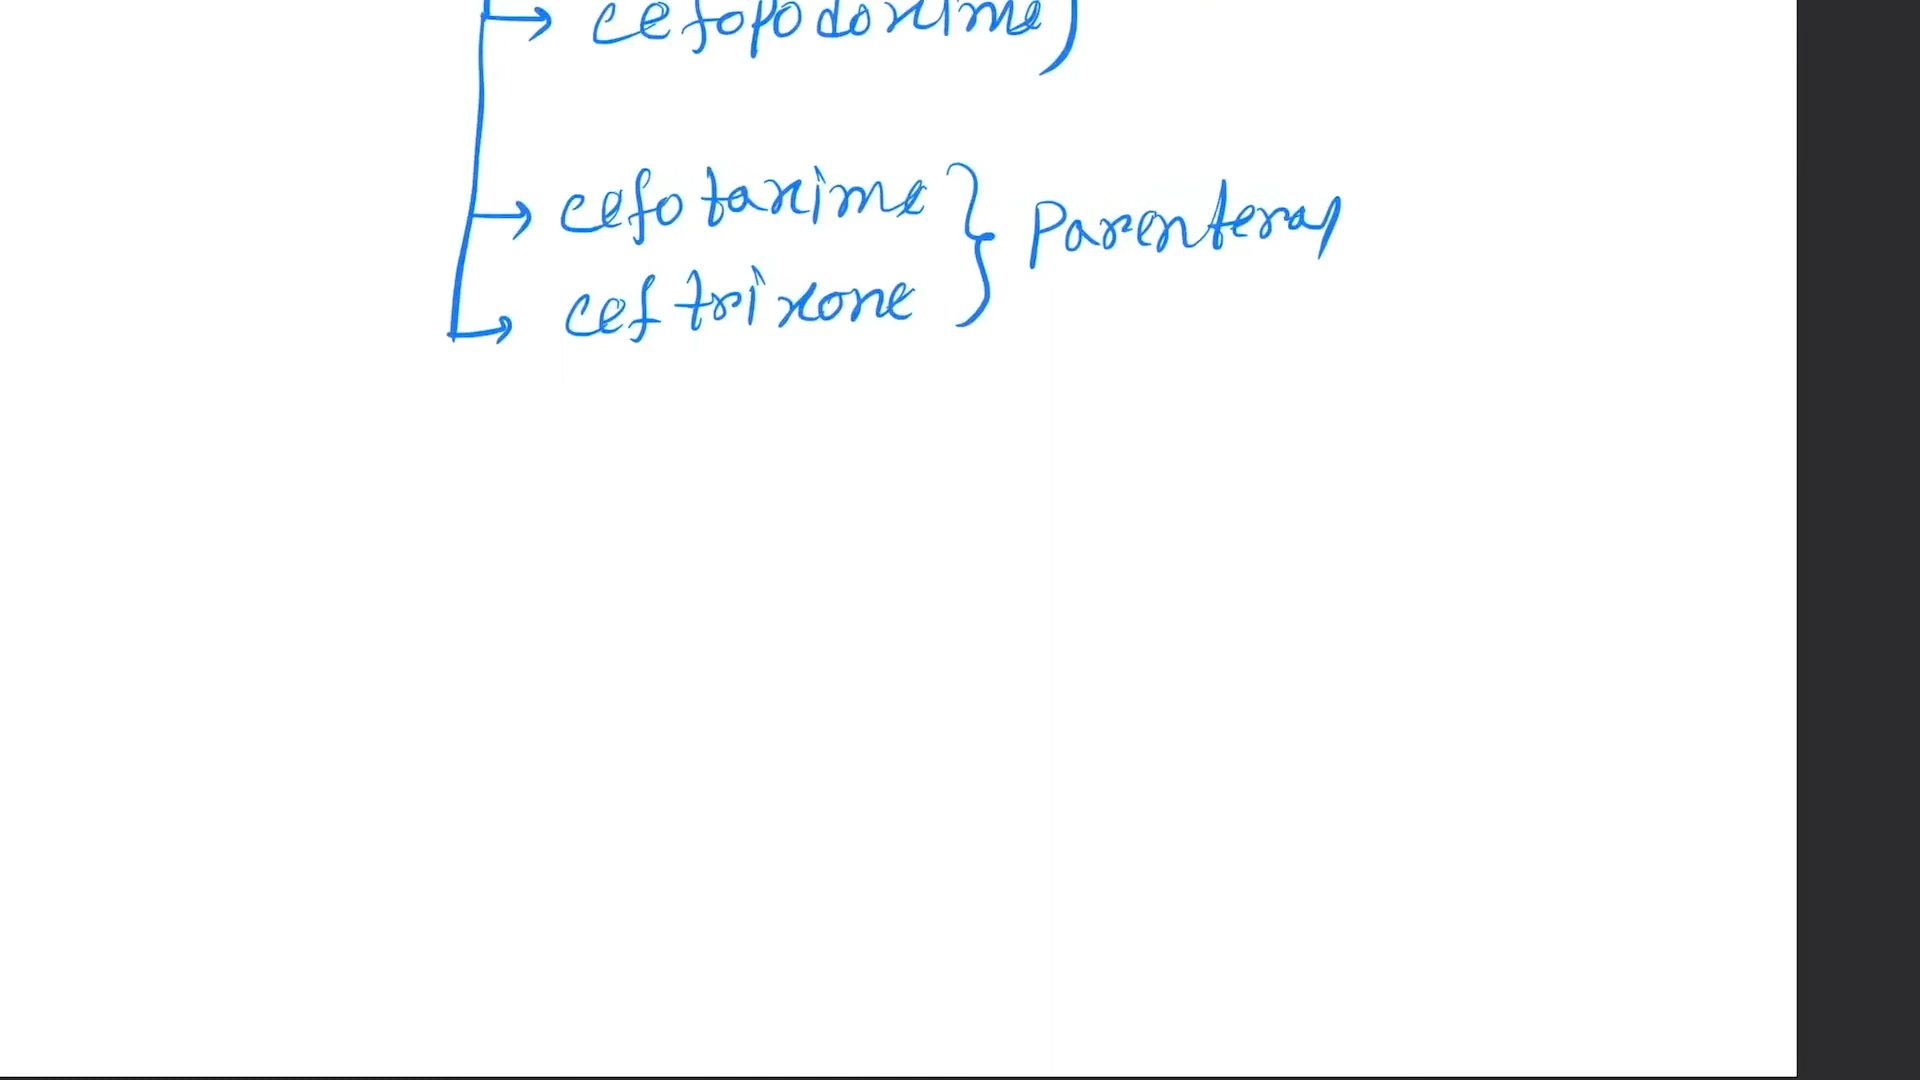 → cefopodoxime)
→ cefotaxime } Parenteral
→ ceftrixone